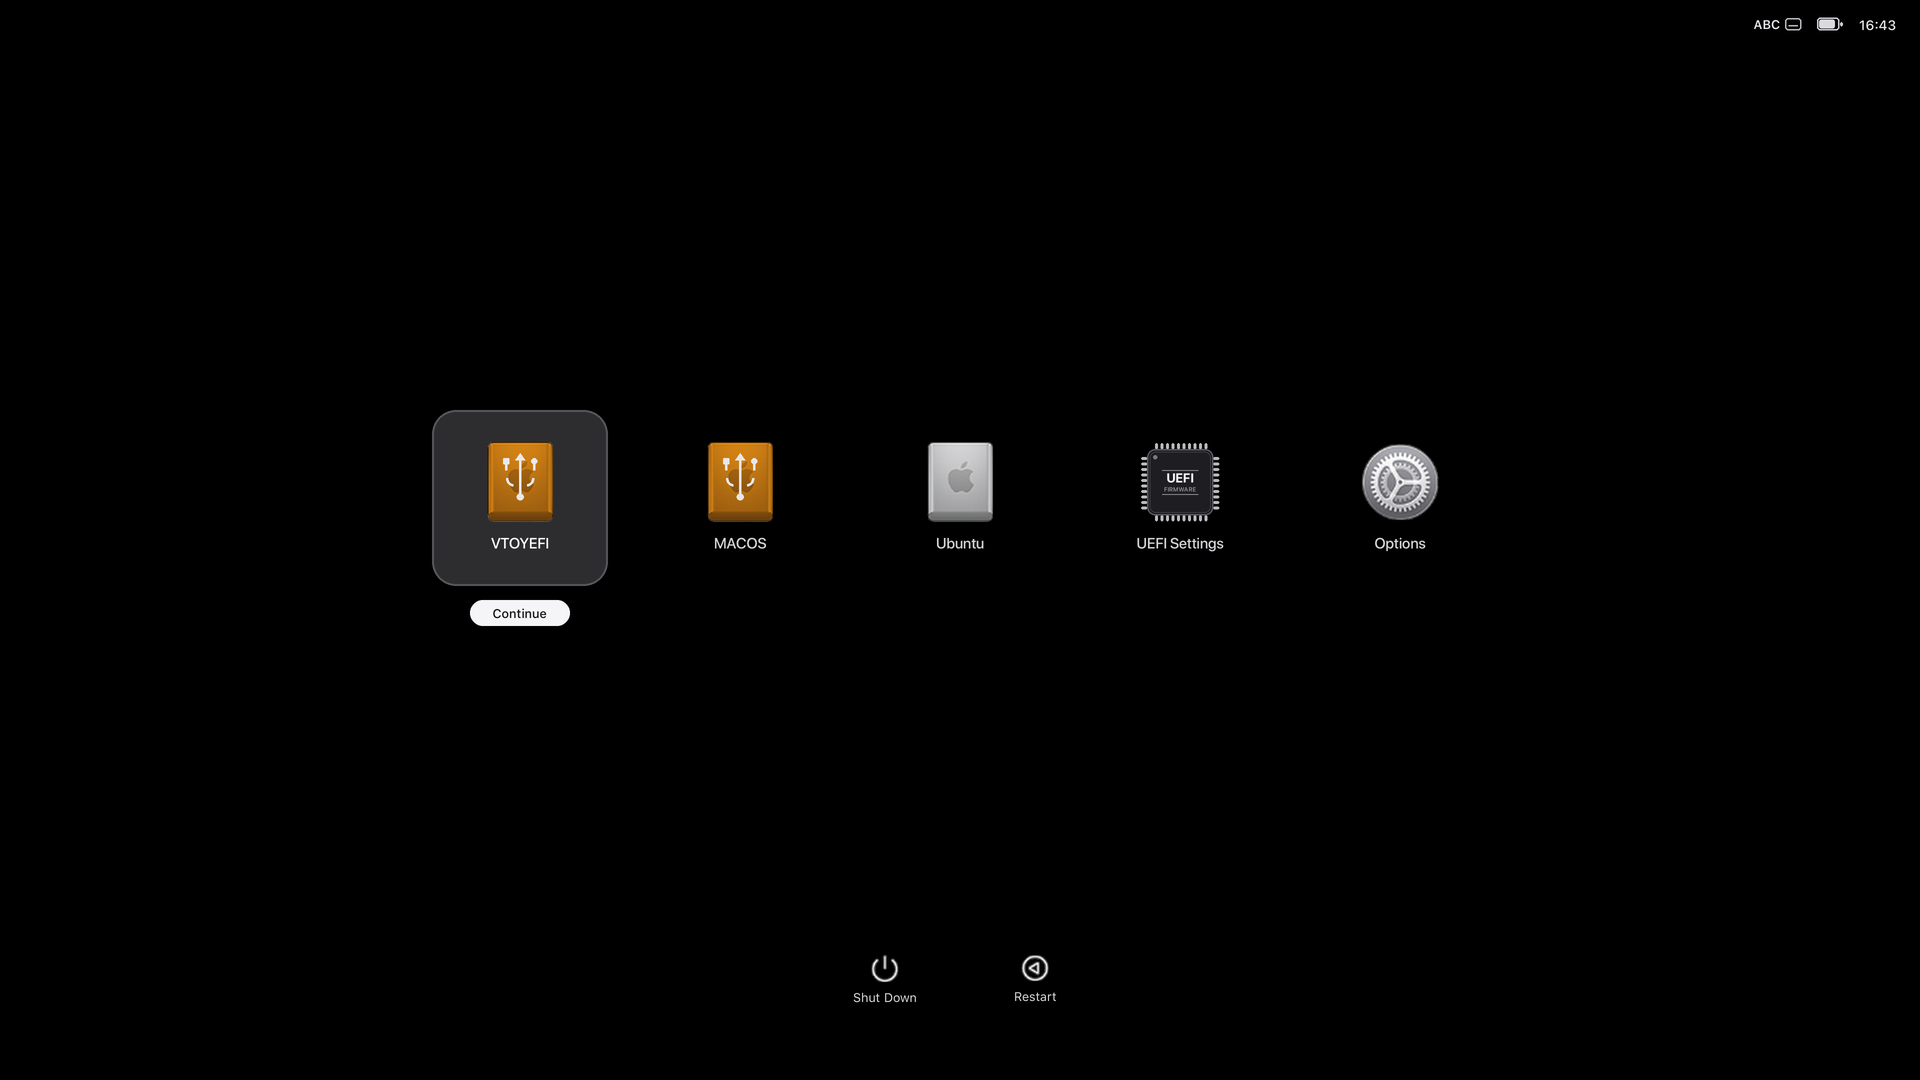 ABC 16:43
UEFI
FIRMWARE
VTOYEFI MACOS Ubuntu UEFI Settings Options
Continue
Shut Down Restart